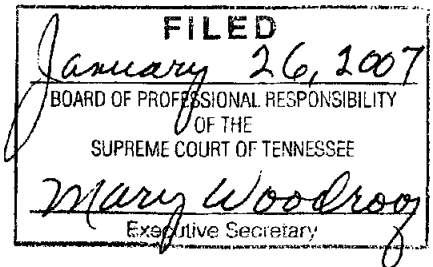 FILED
January 26, 2007
BOARD OF PROFESSIONAL RESPONSIBILITY
OF THE
SUPREME COURT OF TENNESSEE
Mary Woodroof
Executive Secretary